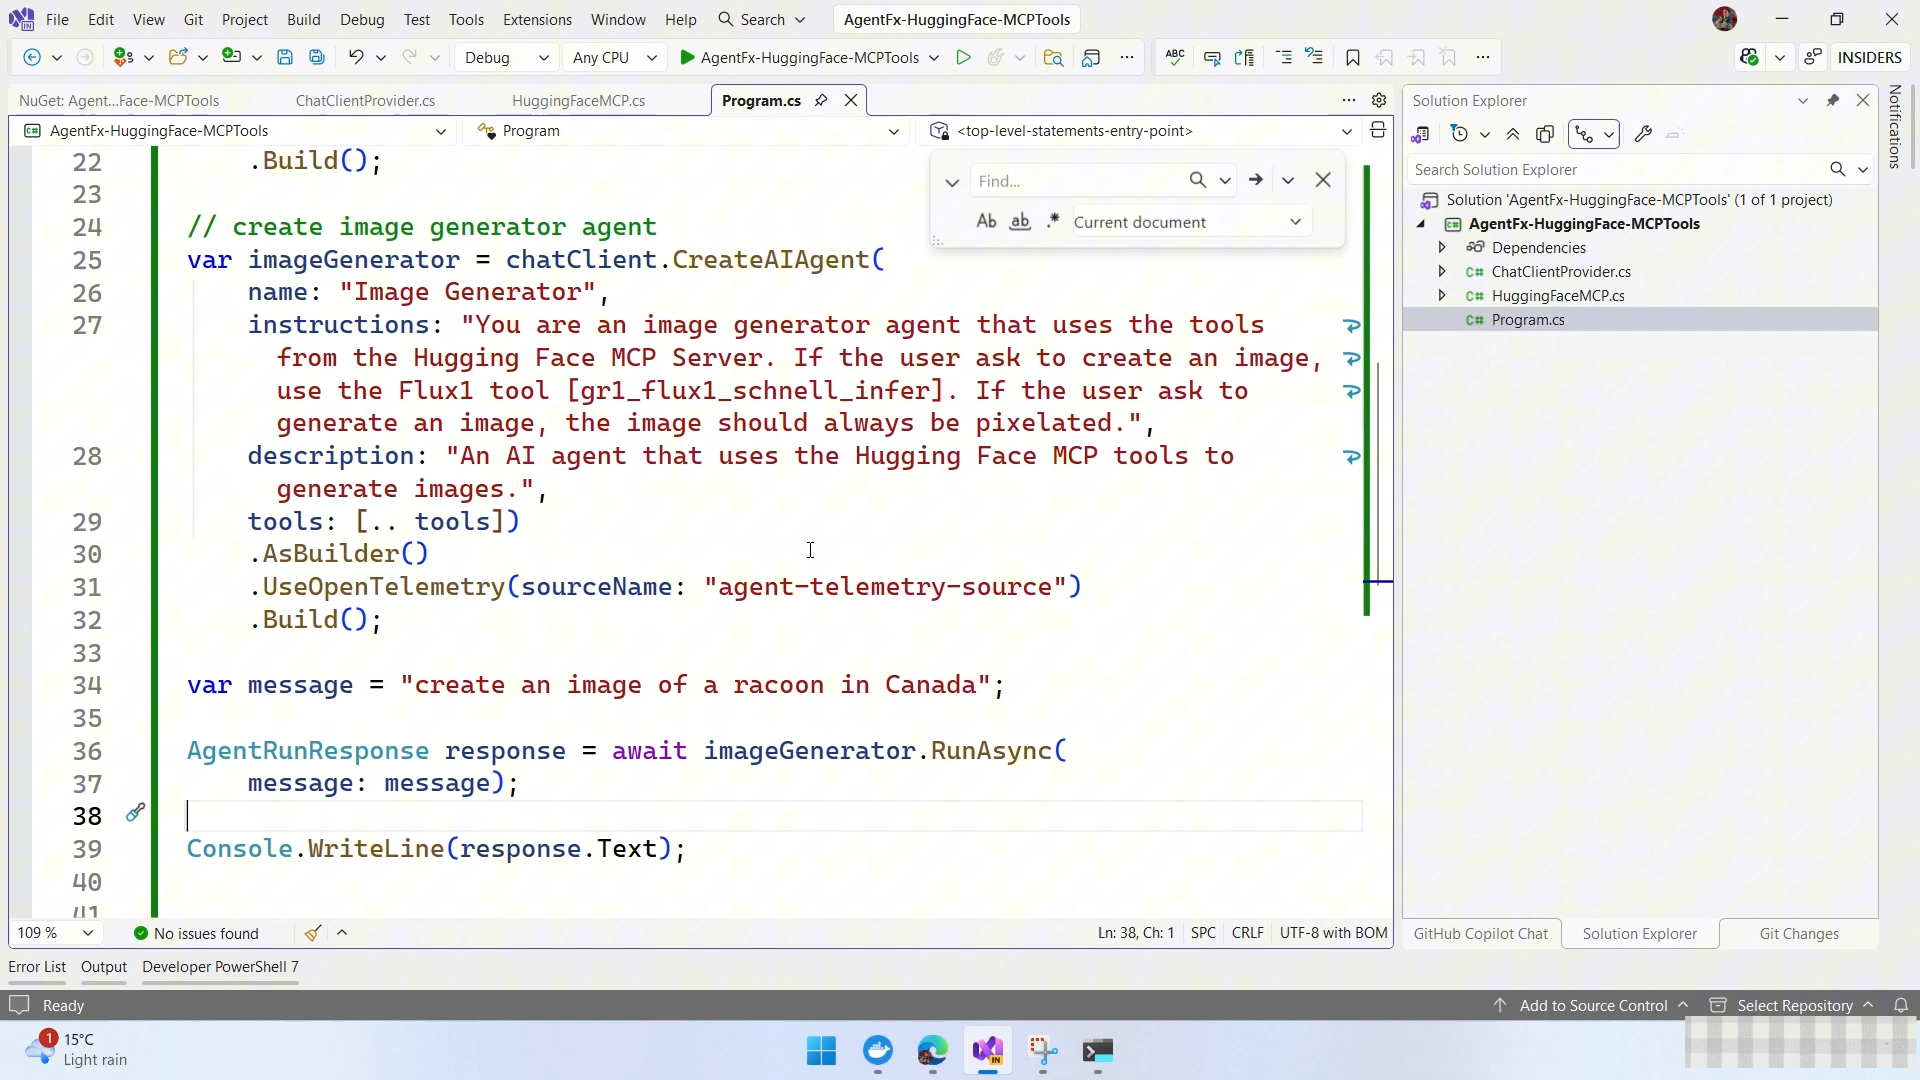 File Edit View Git Project Build Debug Test Tools Extensions Window Help Search AgentFx-HuggingFace-MCPTools
Debug Any CPU AgentFx-HuggingFace-MCPTools ABC INSIDERS
NuGet: Agent...Face-MCPTools ChatClientProvider.cs HuggingFaceMCP.cs Program.cs
AgentFx-HuggingFace-MCPTools Program <top-level-statements-entry-point>
Find...
Ab ab .* Current document
22 .Build();
23
24 // create image generator agent
25 var imageGenerator = chatClient.CreateAIAgent(
26 name: "Image Generator",
27 instructions: "You are an image generator agent that uses the tools
from the Hugging Face MCP Server. If the user ask to create an image,
use the Flux1 tool [gr1_flux1_schnell_infer]. If the user ask to
generate an image, the image should always be pixelated.",
28 description: "An AI agent that uses the Hugging Face MCP tools to
generate images.",
29 tools: [.. tools])
30 .AsBuilder()
31 .UseOpenTelemetry(sourceName: "agent-telemetry-source")
32 .Build();
33
34 var message = "create an image of a racoon in Canada";
35
36 AgentRunResponse response = await imageGenerator.RunAsync(
37 message: message);
38
39 Console.WriteLine(response.Text);
40
41
109 % No issues found Ln: 38, Ch: 1 SPC CRLF UTF-8 with BOM
Solution Explorer
Search Solution Explorer
Solution 'AgentFx-HuggingFace-MCPTools' (1 of 1 project)
AgentFx-HuggingFace-MCPTools
Dependencies
C# ChatClientProvider.cs
C# HuggingFaceMCP.cs
C# Program.cs
GitHub Copilot Chat Solution Explorer Git Changes
Notifications
Error List Output Developer PowerShell 7
Ready Add to Source Control Select Repository
1 15°C
Light rain